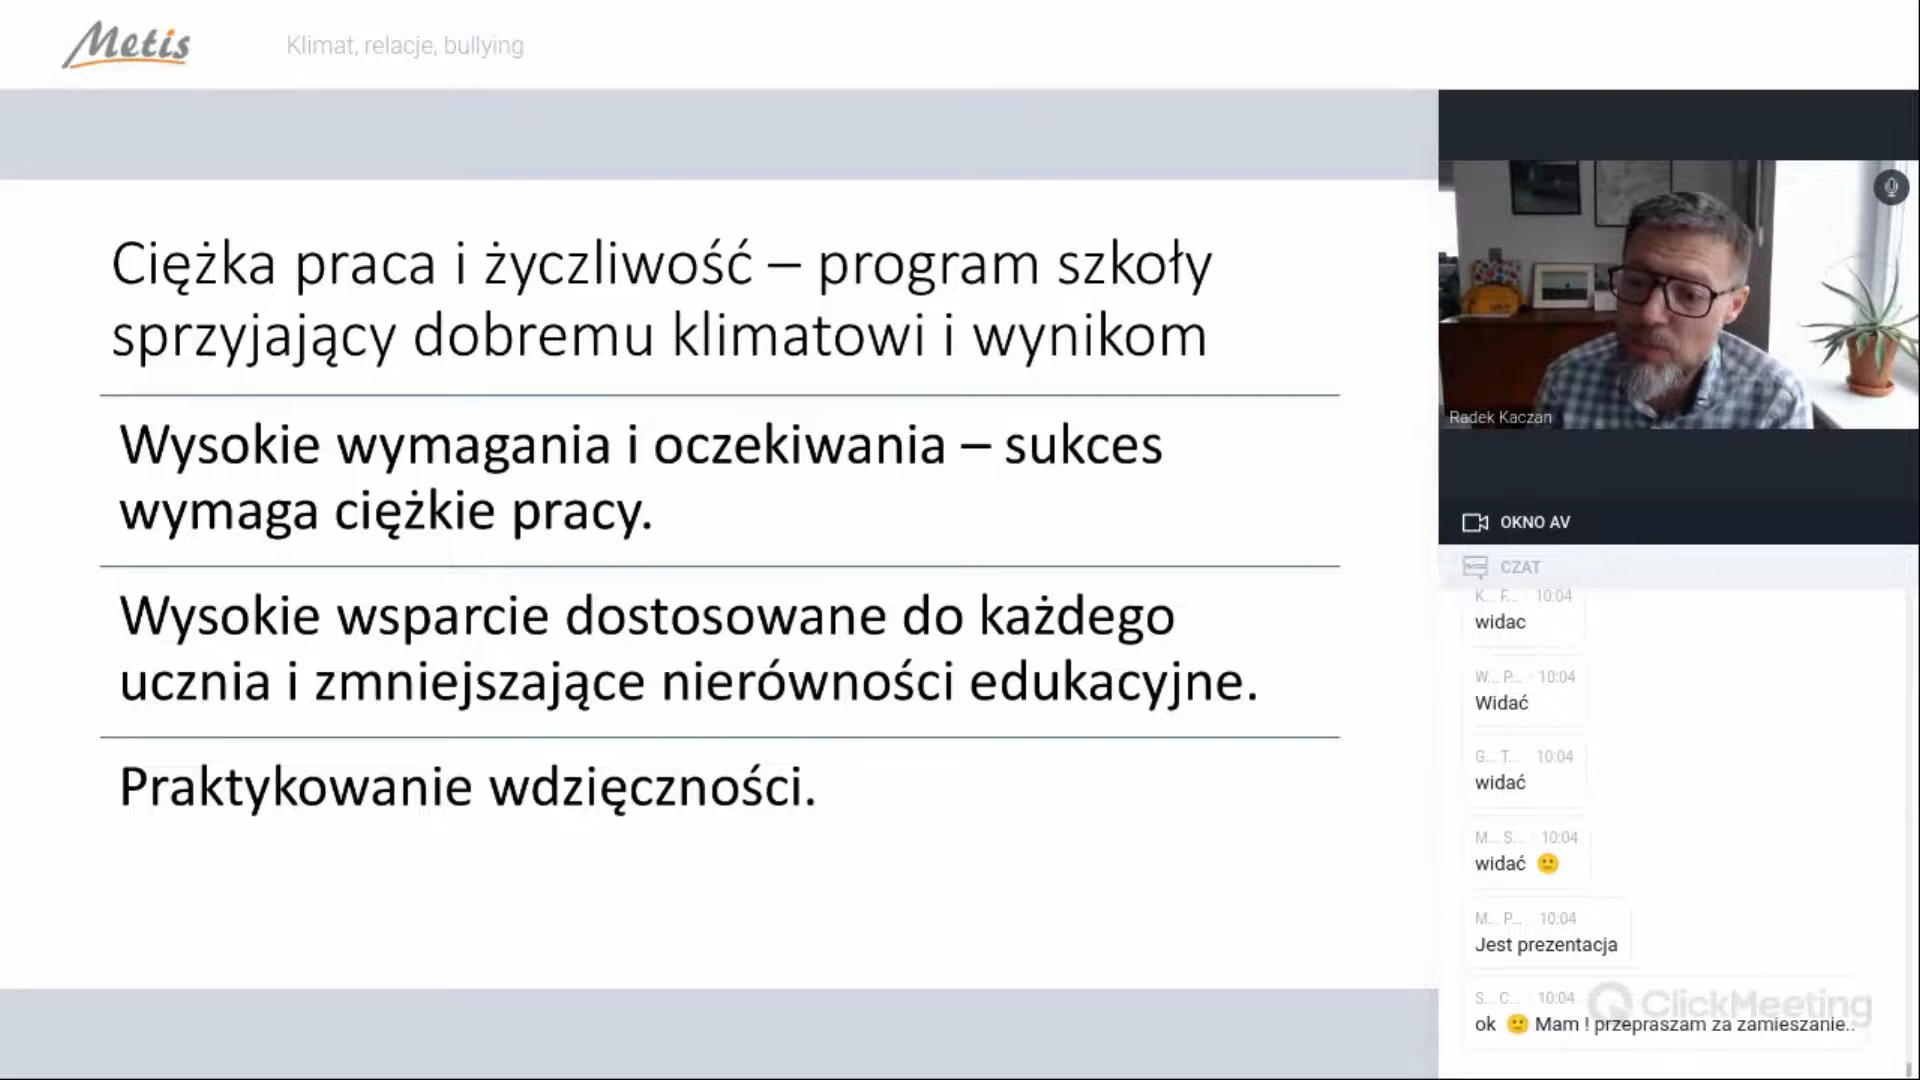 Metis
Klimat, relacje, bullying
Ciężka praca i życzliwość – program szkoły
sprzyjający dobremu klimatowi i wynikom
Wysokie wymagania i oczekiwania – sukces
wymaga ciężkie pracy.
Wysokie wsparcie dostosowane do każdego
ucznia i zmniejszające nierówności edukacyjne.
Praktykowanie wdzięczności.
Radek Kaczan
OKNO AV
CZAT
K... F... 10:04
widac
W... P... 10:04
Widać
G... T... 10:04
widać
M... S... 10:04
widać 🙂
M... P... 10:04
Jest prezentacja
S... C... 10:04
ok 🙂 Mam ! przepraszam za zamieszanie..
ClickMeeting